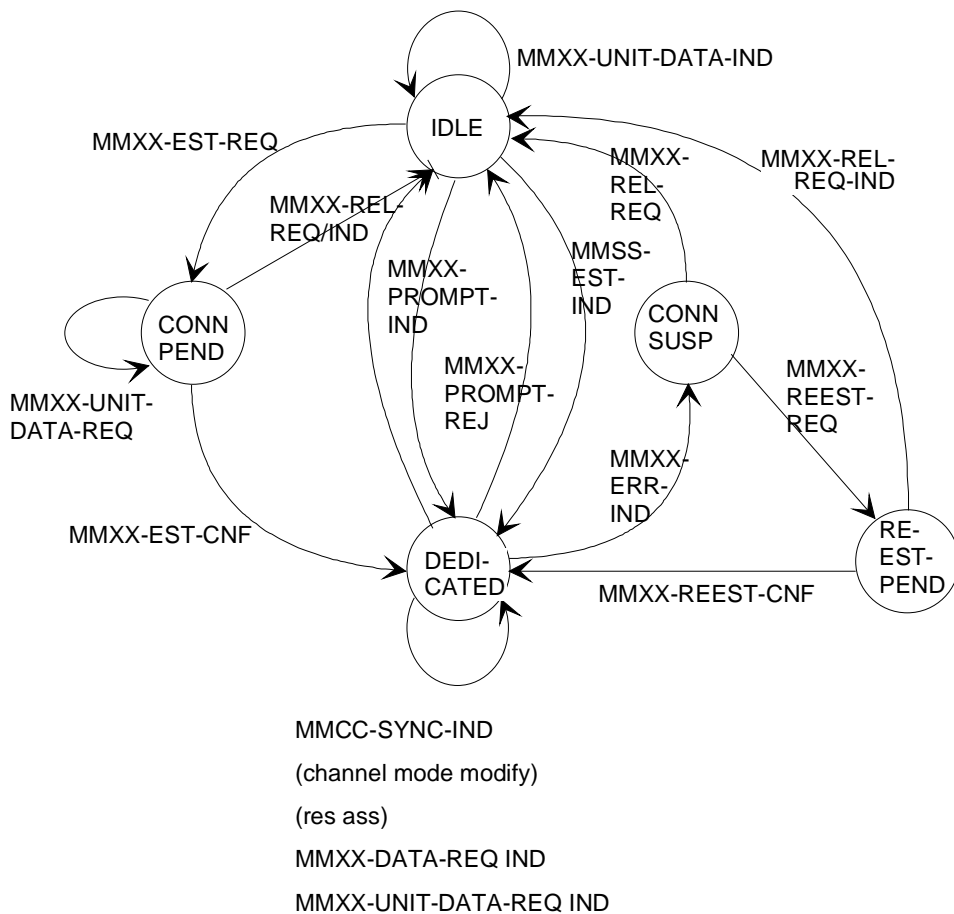 MMXX-UNIT-DATA-IND
IDLE
MMXX-EST-REQ
MMXX-REL-
REQ/IND
MMXX-
REL-
REQ
MMXX-REL-
REQ-IND
MMXX-
PROMPT-
IND
MMSS-
EST-
IND
CONN
PEND
CONN
SUSP
MMXX-UNIT-
DATA-REQ
MMXX-
PROMPT-
REJ
MMXX-
REEST-
REQ
MMXX-
ERR-
IND
MMXX-EST-CNF
DEDI-
CATED
RE-
EST-
PEND
MMXX-REEST-CNF
MMCC-SYNC-IND
(channel mode modify)
(res ass)
MMXX-DATA-REQ IND
MMXX-UNIT-DATA-REQ IND